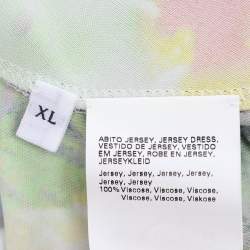 XL
ABITO JERSEY, JERSEY DRESS,
VESTIDO DE JERSEY, VESTIDO
EM JERSEY, ROBE EN JERSEY,
JERSEYKLEID
Jersey, Jersey, Jersey, Jersey,
Jersey, Jersey
100% Viscose, Viscose, Viscose,
Viscose, Viscose, Viskose